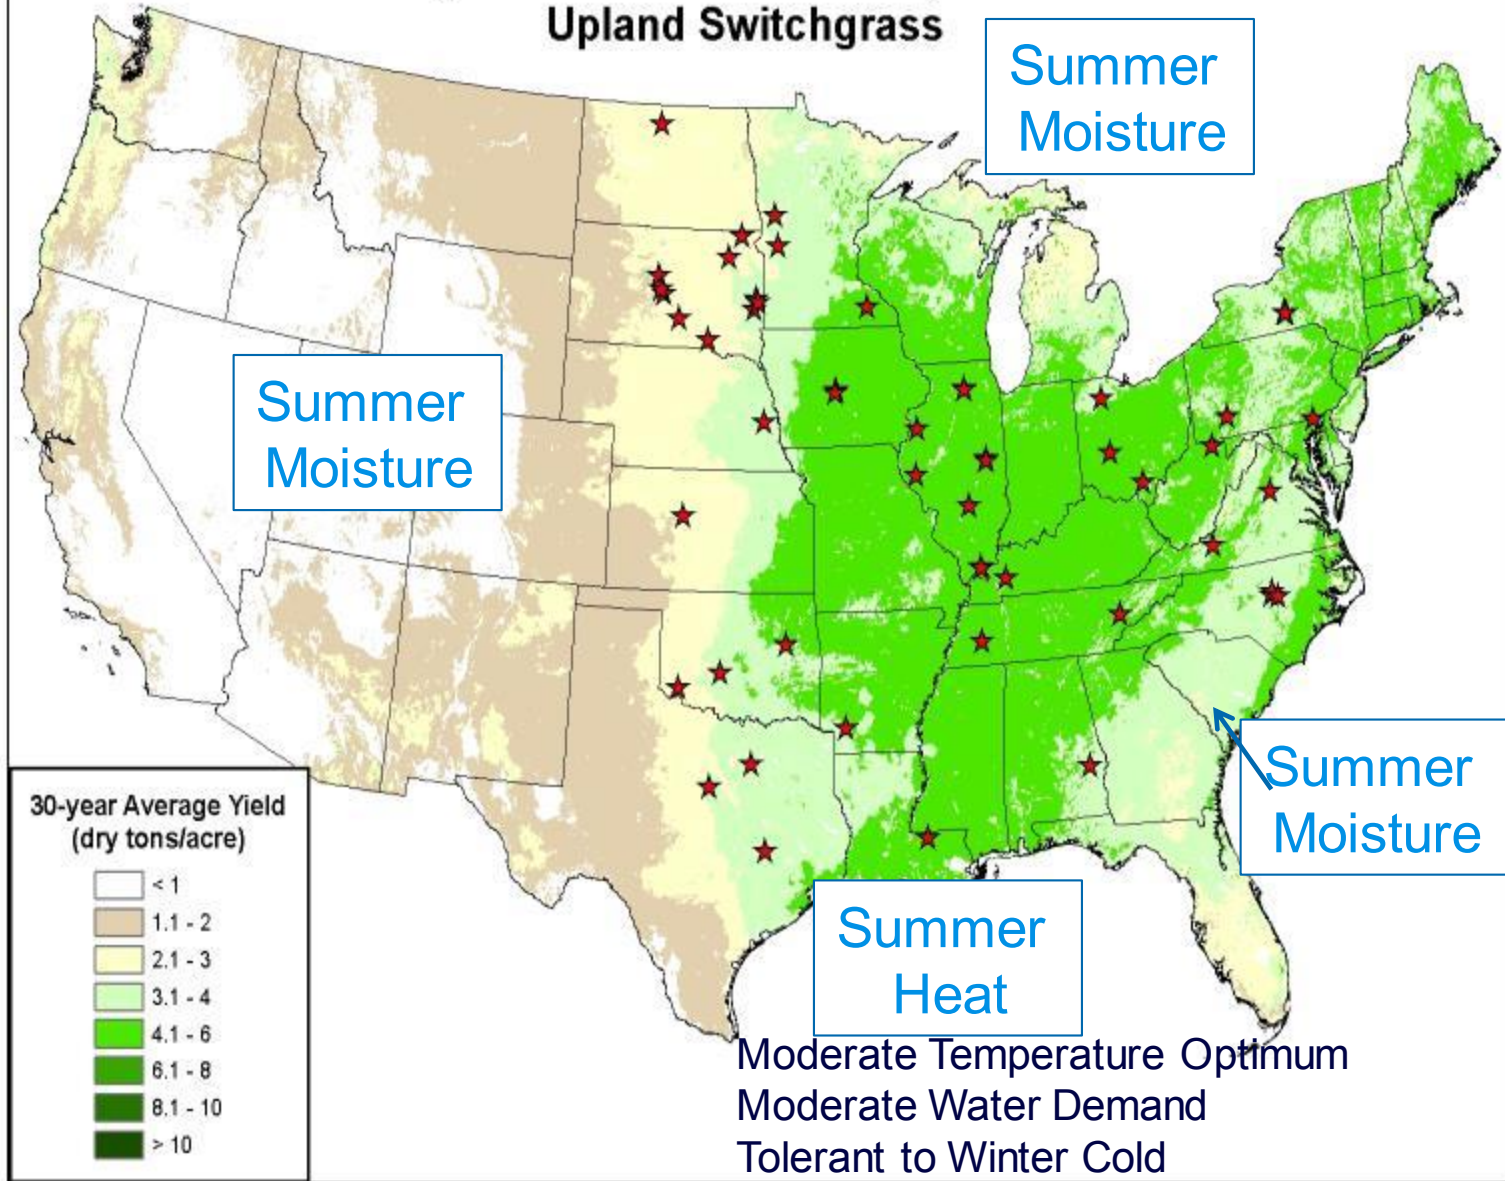 Upland Switchgrass
Summer
Moisture
Summer
Moisture
Summer
Moisture
30-year Average Yield
(dry tons/acre)
< 1
1.1 - 2
2.1 - 3
3.1 - 4
4.1 - 6
6.1 - 8
8.1 - 10
> 10
Summer
Heat
Moderate Temperature Optimum
Moderate Water Demand
Tolerant to Winter Cold